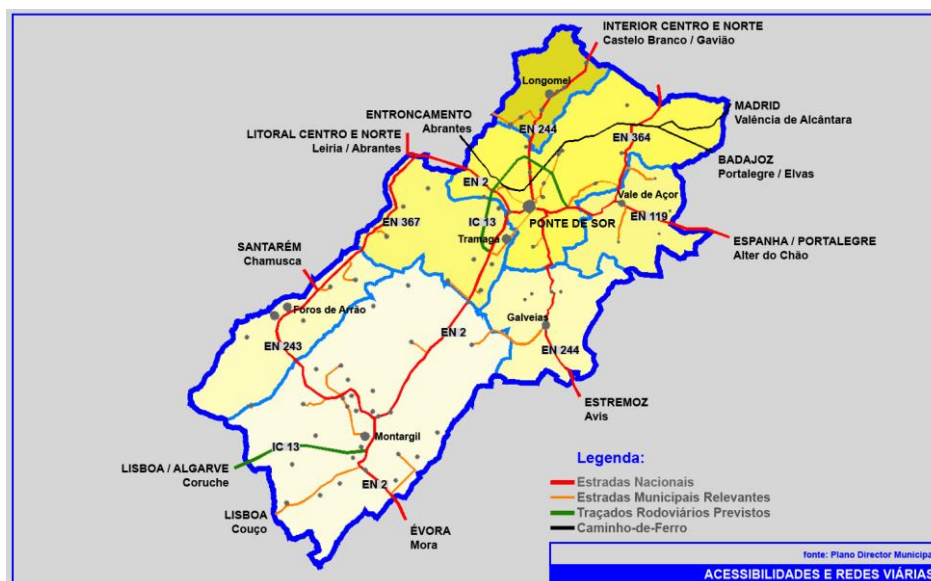 INTERIOR CENTRO E NORTE
Castelo Branco / Gavião
Longomel
ENTRONCAMENTO
Abrantes
MADRID
Valência de Alcântara
LITORAL CENTRO E NORTE
Leiria / Abrantes
EN 244
EN 364
BADAJOZ
Portalegre / Elvas
EN 2
Vale de Açor
EN 367
IC 13
PONTE DE SOR
EN 119
Tramaga
SANTARÉM
Chamusca
ESPANHA / PORTALEGRE
Alter do Chão
Foros de Arrão
Galveias
EN 2
EN 243
EN 244
ESTREMOZ
Avis
Montargil
IC 13
LISBOA / ALGARVE
Coruche
EN 2
LISBOA
Couço
ÉVORA
Mora
Legenda:
Estradas Nacionais
Estradas Municipais Relevantes
Traçados Rodoviários Previstos
Caminho-de-Ferro
fonte: Plano Director Municipa
ACESSIBILIDADES E REDES VIÁRIAS